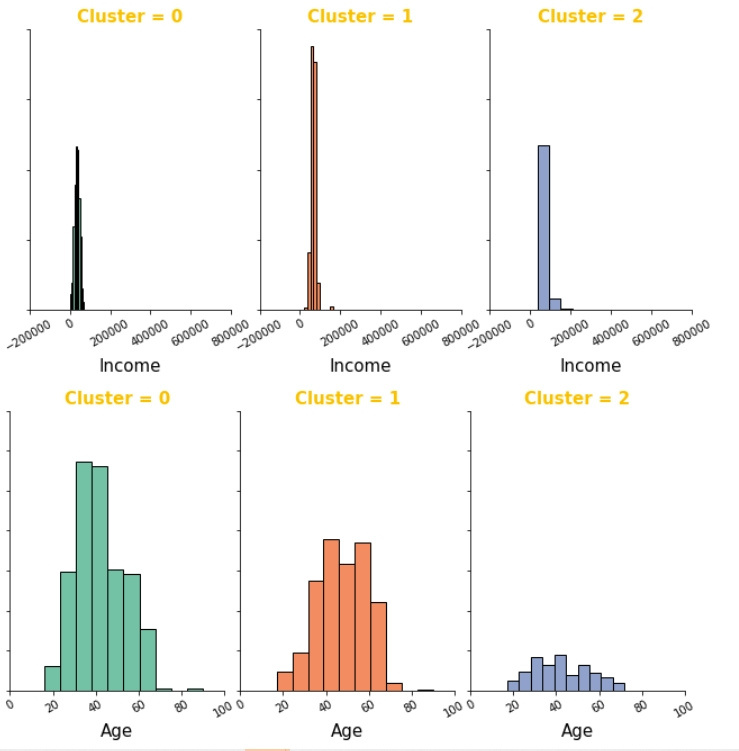 Cluster = 0 Cluster = 1 Cluster = 2
−200000 0 200000 400000 600000 800000 −200000 0 200000 400000 600000 800000 −200000 0 200000 400000 600000 800000
Income Income Income
Cluster = 0 Cluster = 1 Cluster = 2
0 20 40 60 80 100 0 20 40 60 80 100 0 20 40 60 80 100
Age Age Age